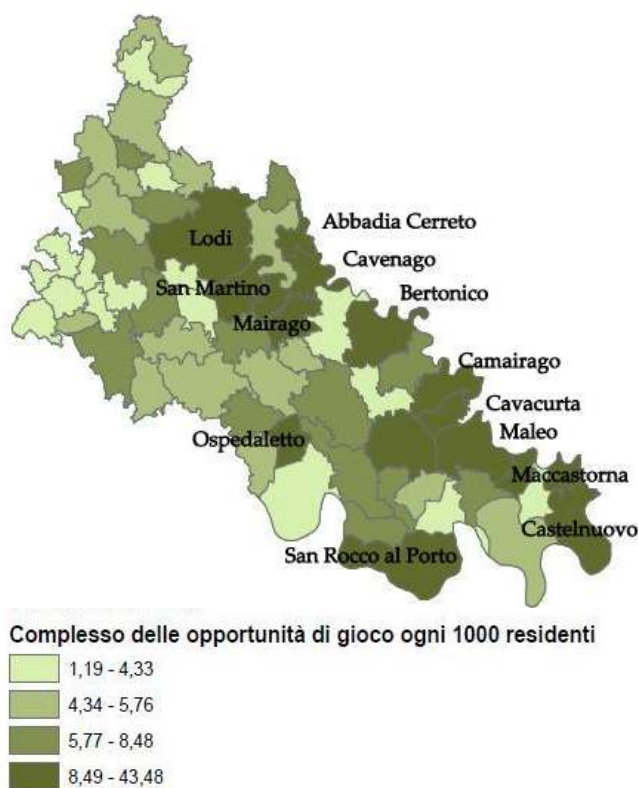 Abbadia Cerreto
Lodi
Cavenago
San Martino
Bertonico
Mairago
Camairago
Cavacurta
Ospedaletto
Maleo
Maccastorna
Castelnuovo
San Rocco al Porto
Complesso delle opportunità di gioco ogni 1000 residenti
1,19 - 4,33
4,34 - 5,76
5,77 - 8,48
8,49 - 43,48